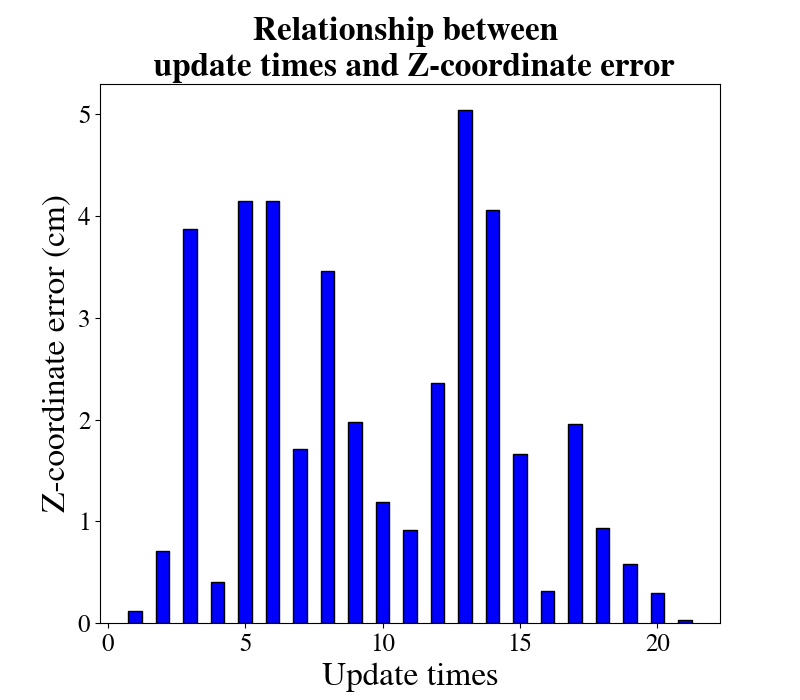 Relationship between
update times and Z-coordinate error
Z-coordinate error (cm)
5
4
3
2
1
0
0 5 10 15 20
Update times